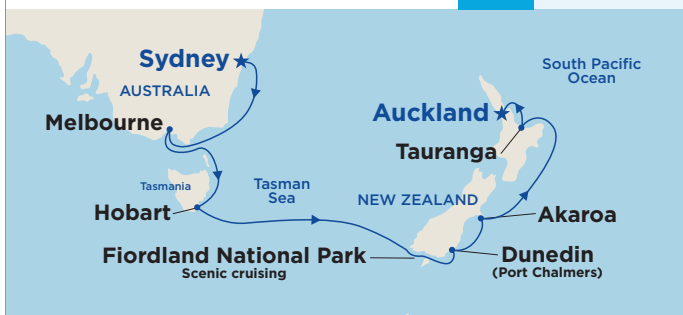 Sydney
AUSTRALIA
Melbourne
Tasmania
Hobart
Tasman
Sea
South Pacific
Ocean
Auckland
Tauranga
NEW ZEALAND
Akaroa
Fiordland National Park
Scenic cruising
Dunedin
(Port Chalmers)